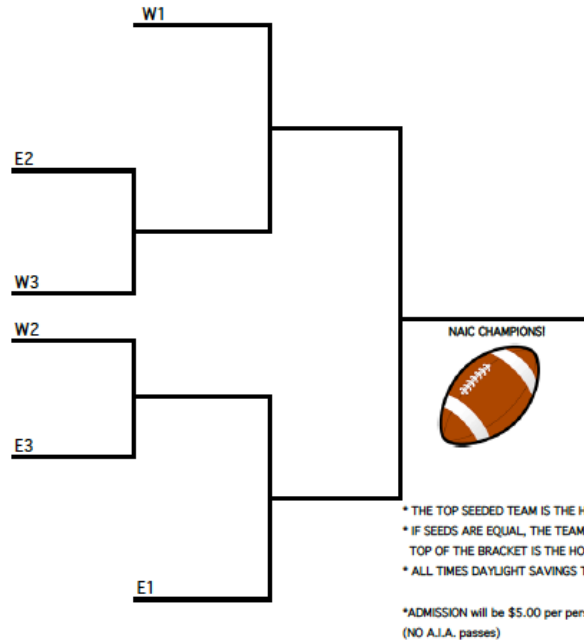 W1
E2
W3
W2
NAIC CHAMPIONS!
E3
* THE TOP SEEDED TEAM IS THE
* IF SEEDS ARE EQUAL, THE TEAM
TOP OF THE BRACKET IS THE
* ALL TIMES DAYLIGHT SAVINGS
E1
*ADMISSION will be $5.00 per
(NO A.I.A. passes)